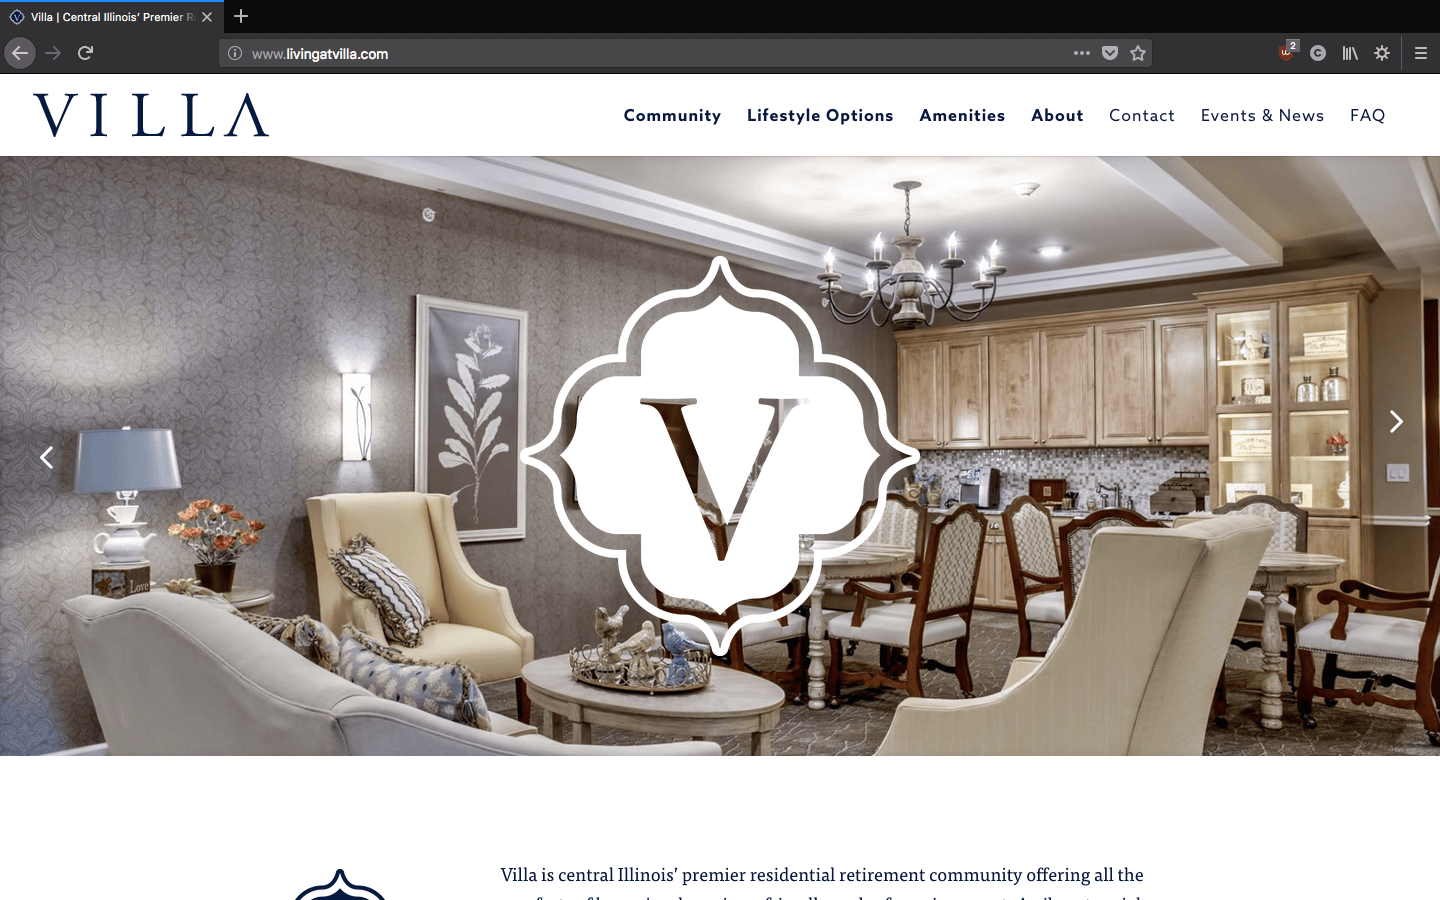 Villa | Central Illinois' Premier R
www.livingatvilla.com
2
VILLA
Community Lifestyle Options Amenities About Contact Events & News FAQ
V
Love
Villa is central Illinois' premier residential retirement community offering all the